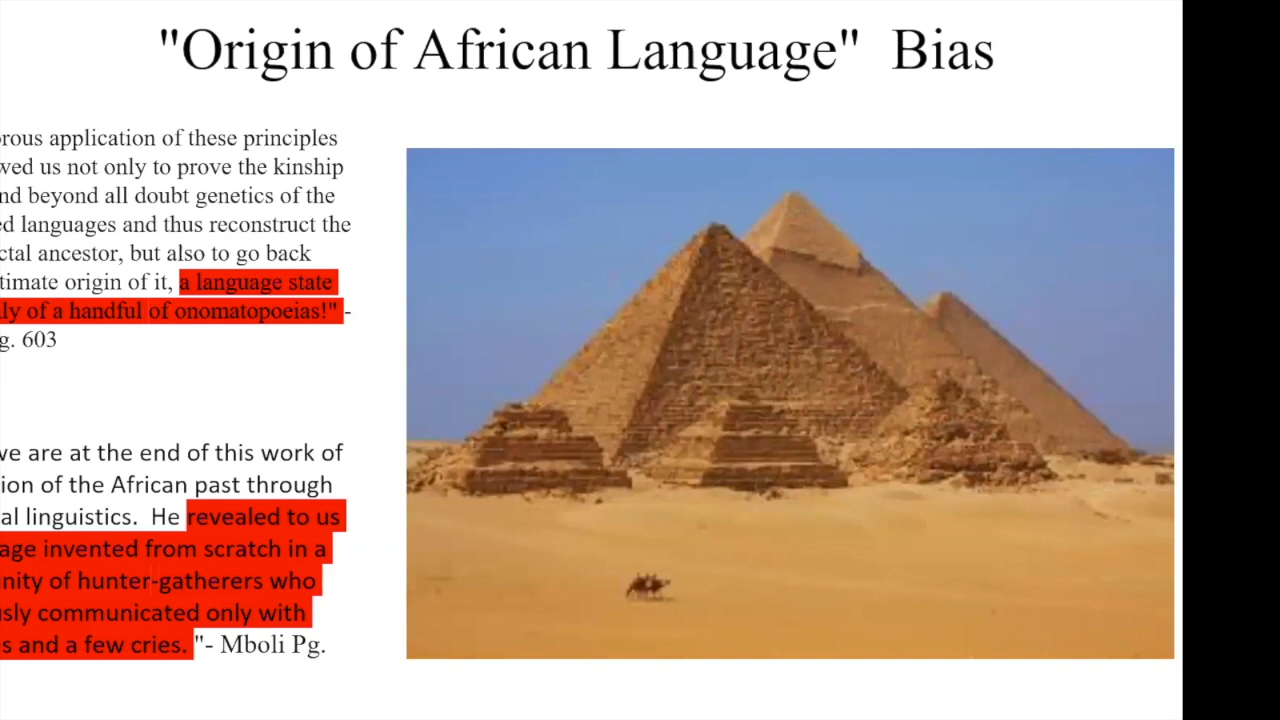 "Origin of African Language" Bias
orous application of these principles
wed us not only to prove the kinship
nd beyond all doubt genetics of the
ed languages and thus reconstruct the
ctal ancestor, but also to go back
timate origin of it, a language state
ly of a handful of onomatopoeias!" -
g. 603
we are at the end of this work of
ion of the African past through
al linguistics. He revealed to us
age invented from scratch in a
nity of hunter-gatherers who
sly communicated only with
s and a few cries. "- Mboli Pg.